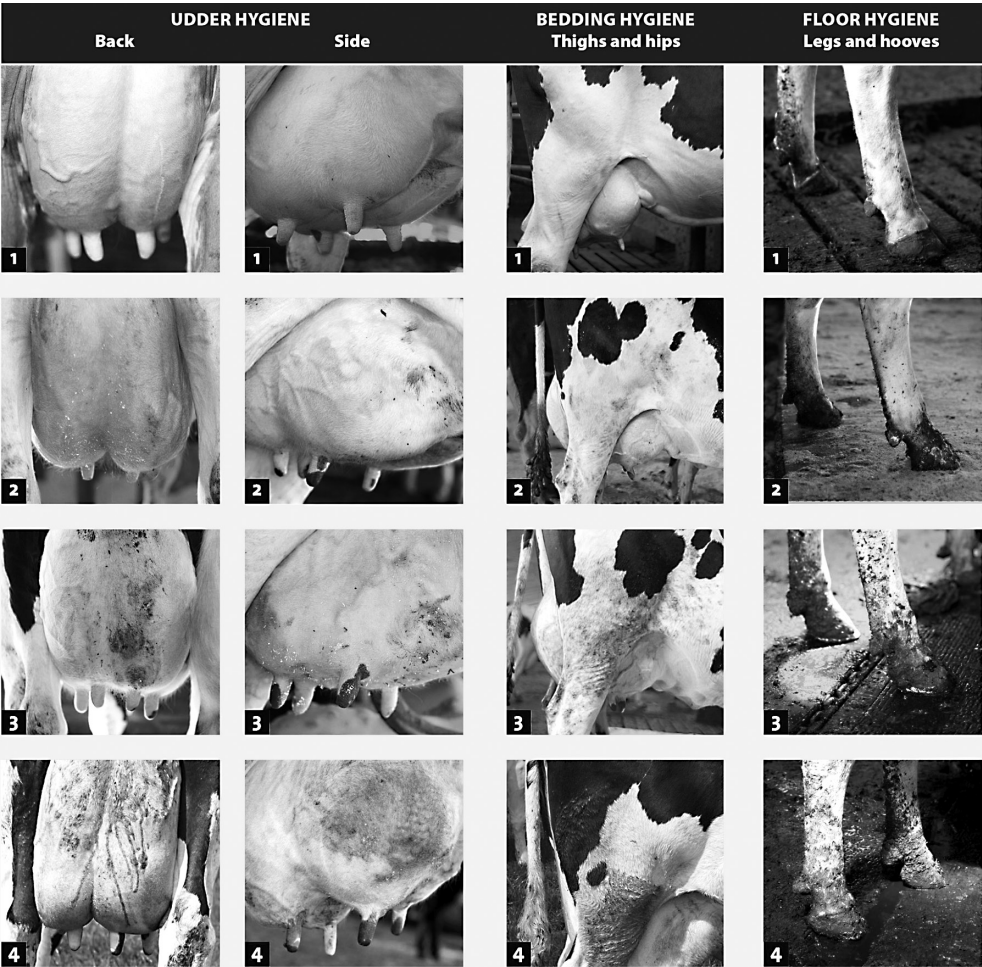 UDDER HYGIENE
Back
Side
BEDDING HYGIENE
Thighs and hips
FLOOR HYGIENE
Legs and hooves
1
1
1
1
2
2
2
2
3
3
3
3
4
4
4
4